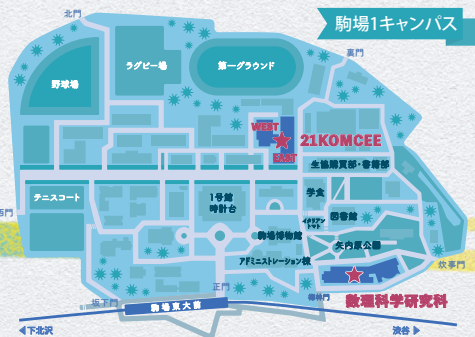 北門
駒場1キャンパス
裏門
ラグビー場
第一グラウンド
野球場
WEST
21KOMCEE
EAST
生協購買部・書籍部
テニスコート
1号館
時計台
学食
イタリアン
トマト
図書館
西門
駒場博物館
矢内原公園
アドミニストレーション棟
炊事門
正門
坂下門
梅林門
数理科学研究科
駒場東大前
下北沢
渋谷